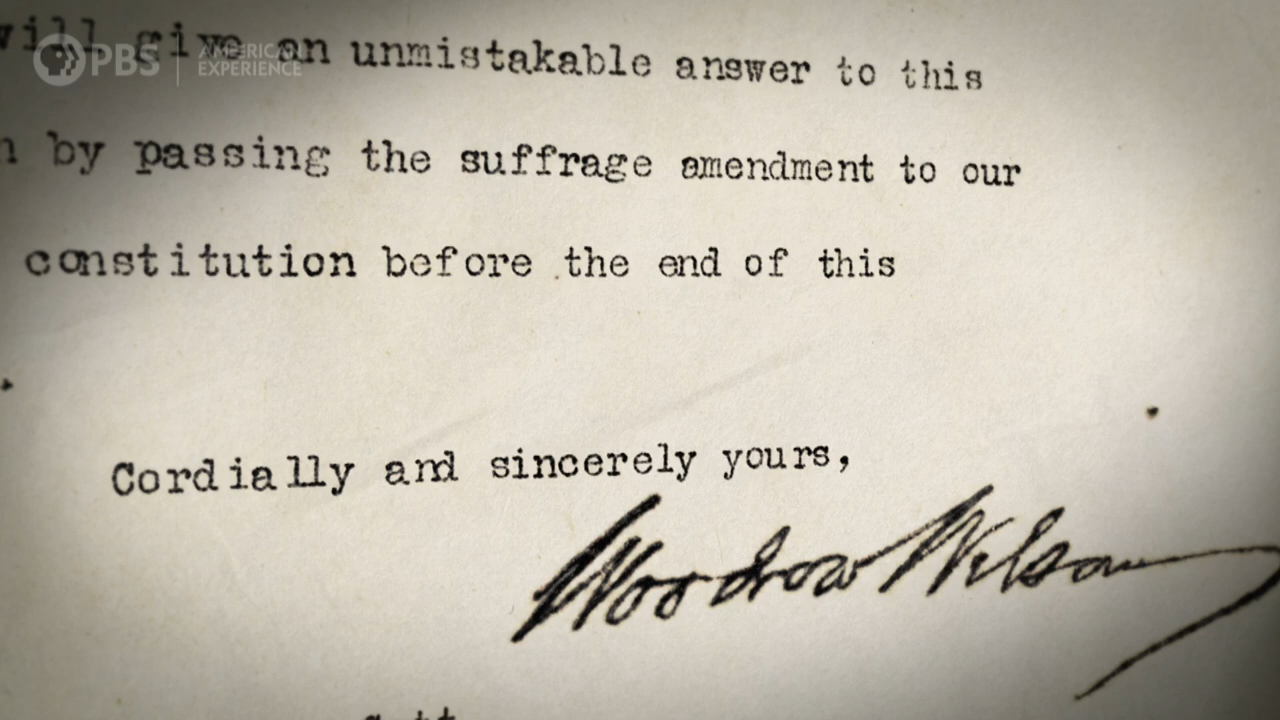 PBS AMERICAN EXPERIENCE
will give an unmistakable answer to this
by passing the suffrage amendment to our
constitution before the end of this
.
Cordially and sincerely yours,
Woodrow Wilson